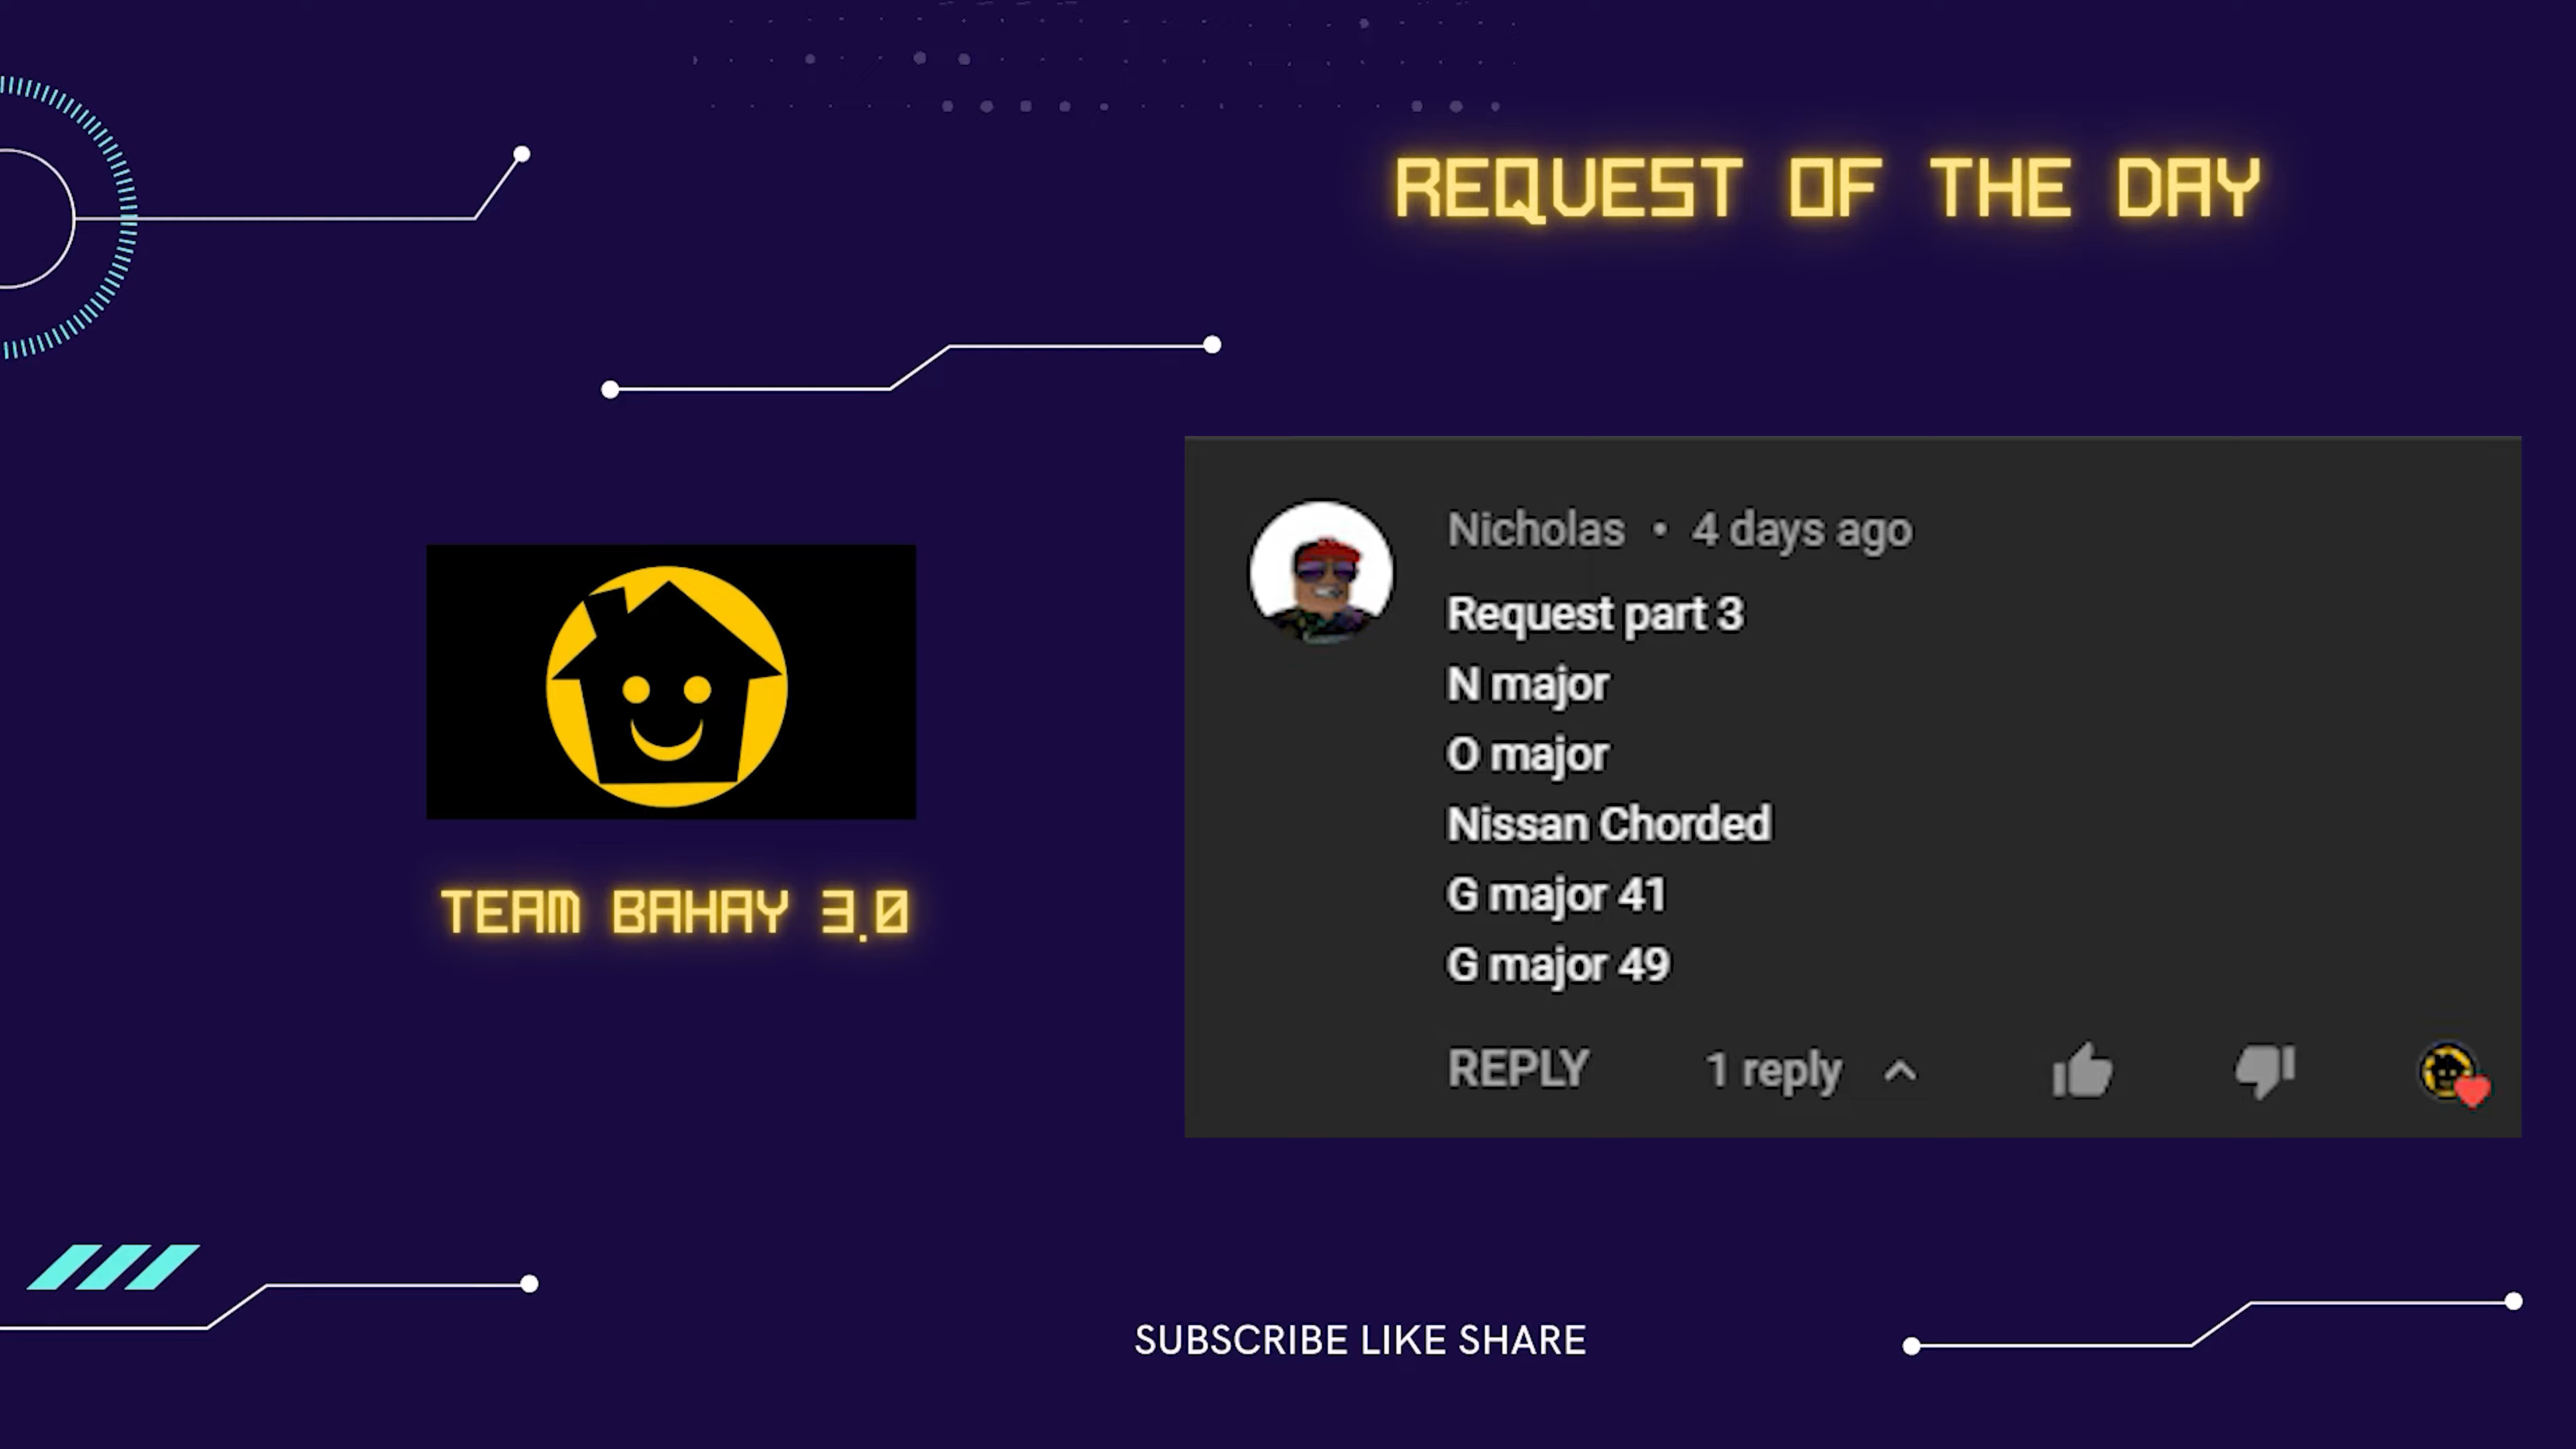 REQUEST OF THE DAY
Nicholas • 4 days ago
Request part 3
N major
O major
Nissan Chorded
G major 41
G major 49
REPLY 1 reply
TEAM BAHAY 3.0
SUBSCRIBE LIKE SHARE